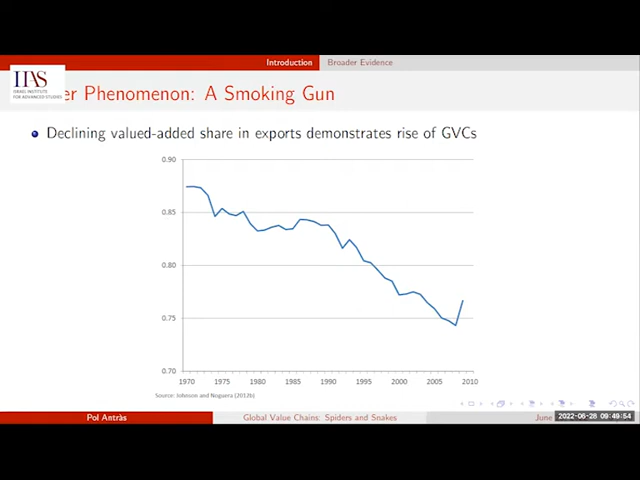 Introduction
Broader Evidence
IIAS
ISRAEL INSTITUTE
FOR ADVANCED STUDIES
er Phenomenon: A Smoking Gun
Declining valued-added share in exports demonstrates rise of GVCs
0.90
0.85
0.80
0.75
0.70
1970 1975 1980 1985 1990 1995 2000 2005 2010
Source: Johnson and Noguera (2012b)
Pol Antràs
Global Value Chains: Spiders and Snakes
June
2022-06-28 09:49:54